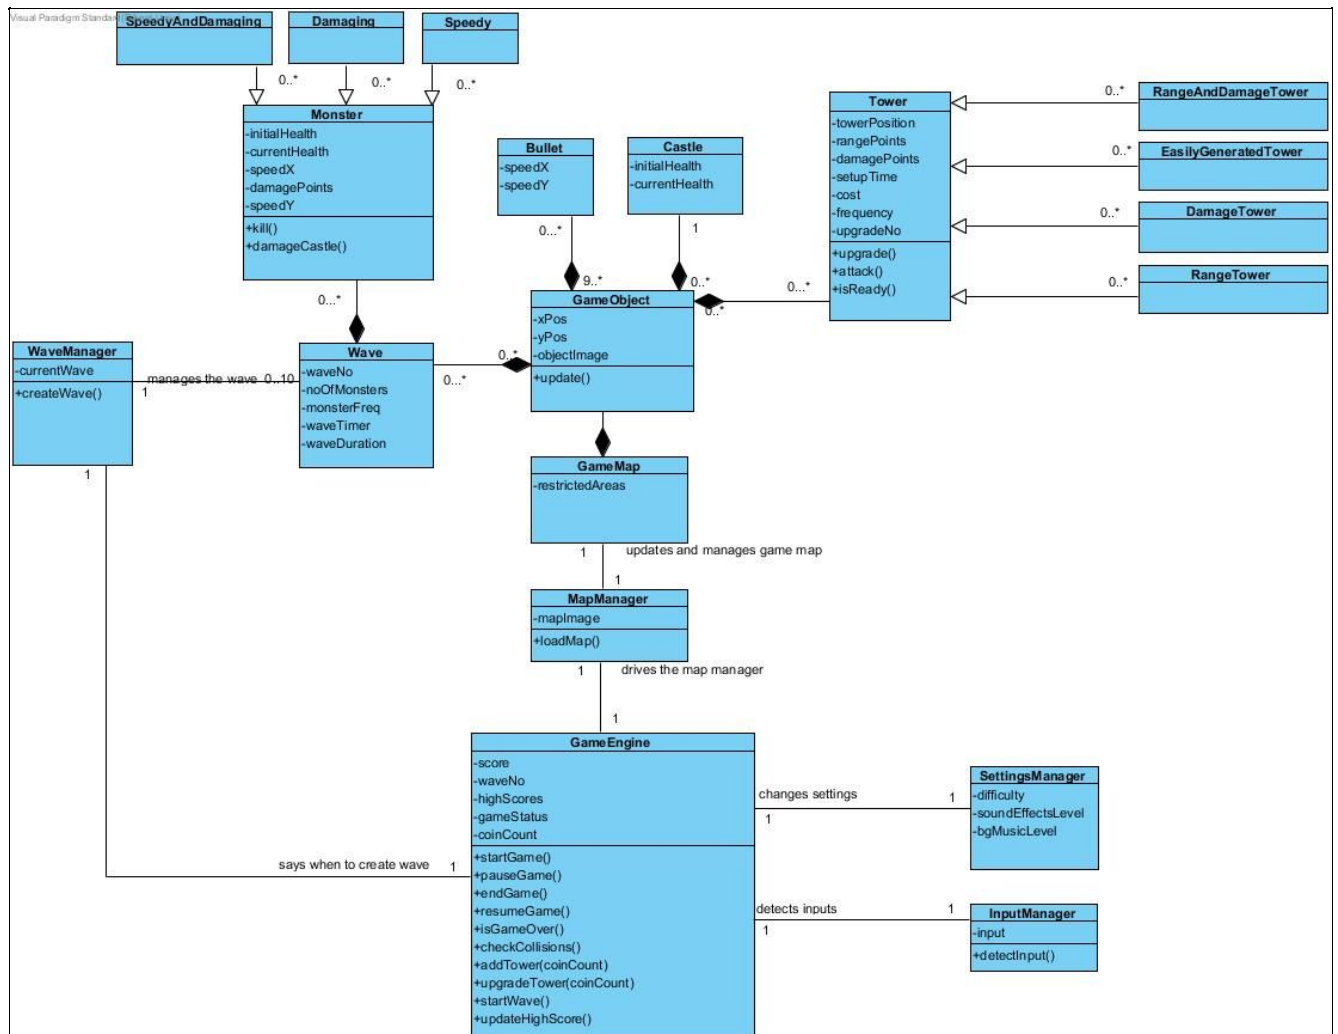 Visual Paradigm Standard
SpeedyAndDamaging
Damaging
Speedy
0..*
0..*
0..*
Monster
-initialHealth
-currentHealth
-speedX
-damagePoints
-speedY
+kill()
+damageCastle()
0...*
Bullet
-speedX
-speedY
0...*
9..*
Castle
-initialHealth
-currentHealth
1
0..*
Tower
-towerPosition
-rangePoints
-damagePoints
-setupTime
-cost
-frequency
-upgradeNo
+upgrade()
+attack()
+isReady()
0..*
RangeAndDamageTower
0..*
EasilyGeneratedTower
0..*
DamageTower
0..*
RangeTower
0...*
0..*
GameObject
-xPos
-yPos
-objectImage
+update()
0..*
0...*
WaveManager
-currentWave
+createWave()
manages the wave 0..10
1
1
Wave
-waveNo
-noOfMonsters
-monsterFreq
-waveTimer
-waveDuration
GameMap
-restrictedAreas
1
updates and manages game map
1
MapManager
-mapImage
+loadMap()
1
drives the map manager
1
GameEngine
-score
-waveNo
-highScores
-gameStatus
-coinCount
+startGame()
+pauseGame()
+endGame()
+resumeGame()
+isGameOver()
+checkCollisions()
+addTower(coinCount)
+upgradeTower(coinCount)
+startWave()
+updateHighScore()
says when to create wave
1
changes settings
1
1
SettingsManager
-difficulty
-soundEffectsLevel
-bgMusicLevel
detects inputs
1
1
InputManager
-input
+detectInput()